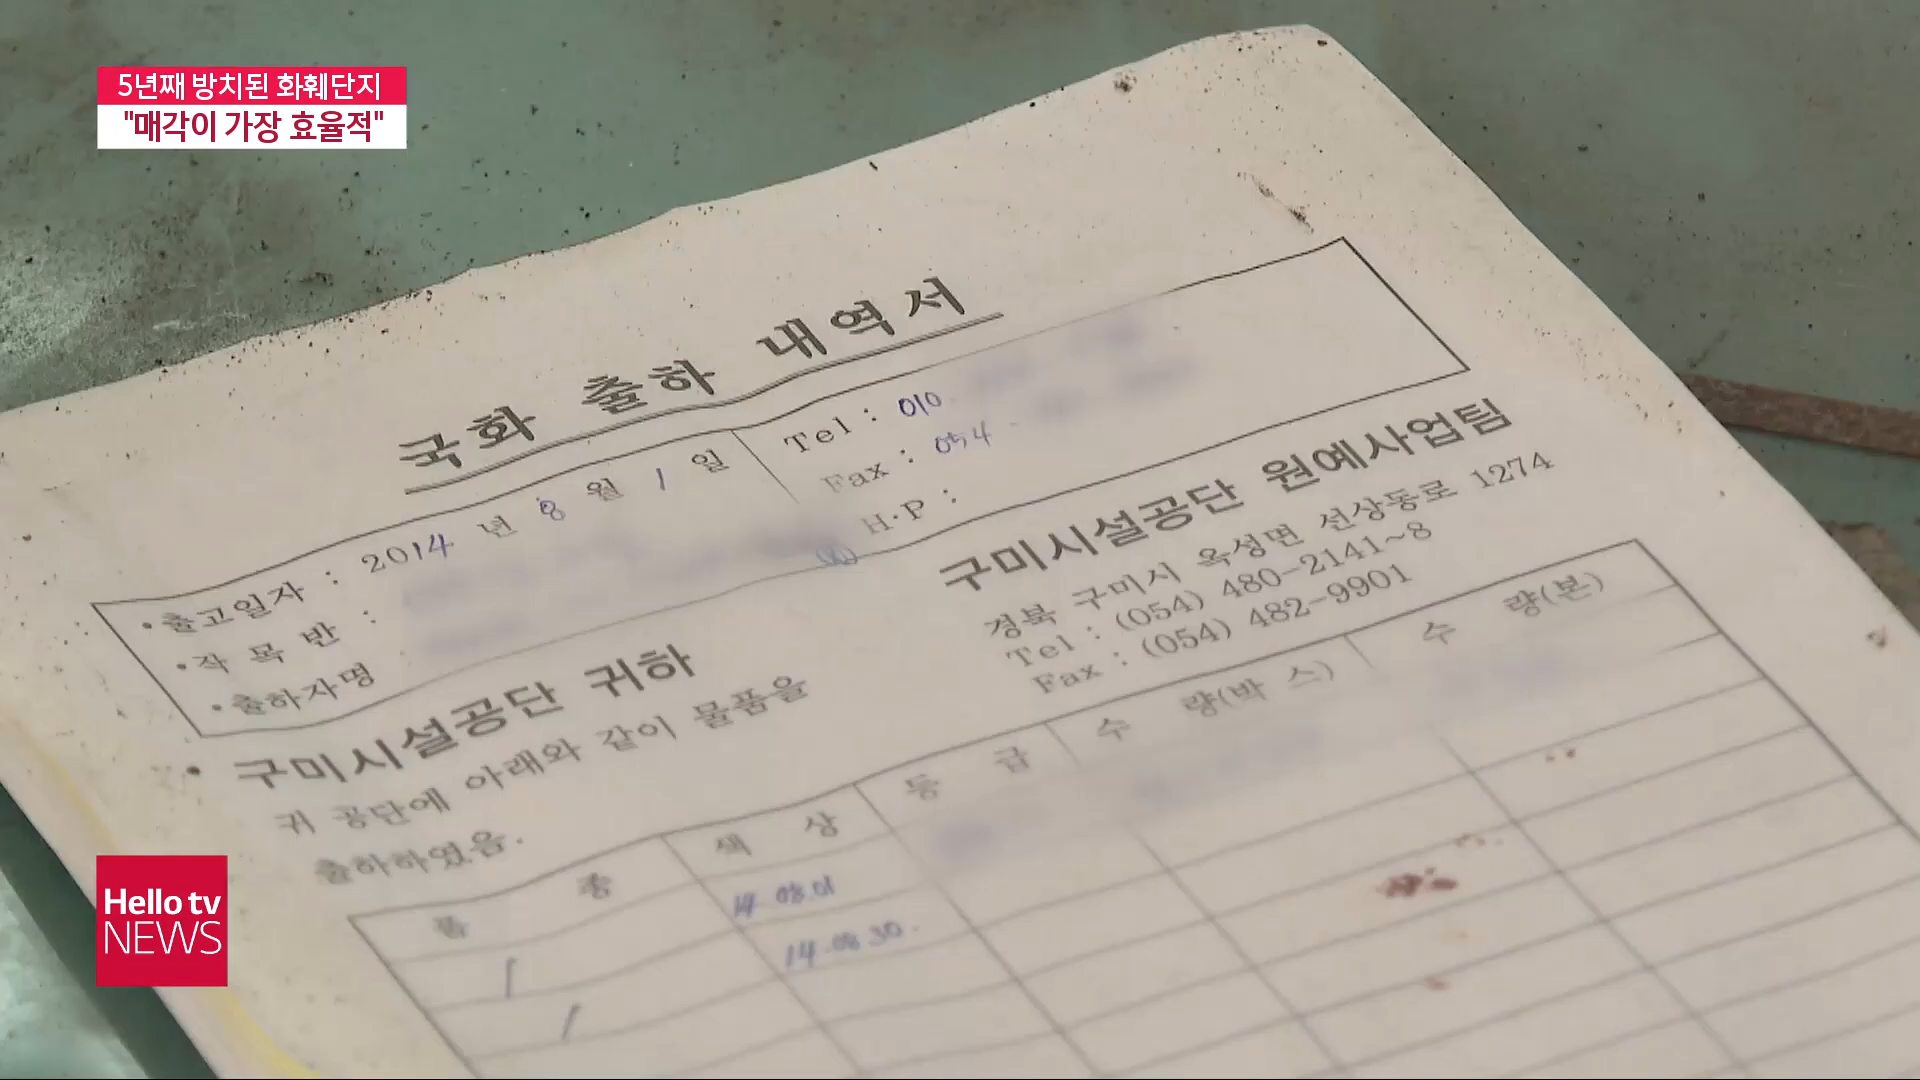 5년째 방치된 화훼단지
"매각이 가장 효율적"
국화 출하 내역서
• 출고일자 : 2014 년 8 월 1 일
• 작 목 반 :
• 출하자명
Tel : 010
Fax : 054 -
H·P :
구미시설공단 귀하
귀 공단에 아래와 같이 물품을
출하하였음.
구미시설공단 원예사업팀
경북 구미시 옥성면 선상동로 1274
Tel : (054) 480-2141~8
Fax : (054) 482-9901
품 종 색 상 등 급 수 량(박 스) 수 량(본)
/ 14 08.01
/ 14.08 30.
Hello tv
NEWS